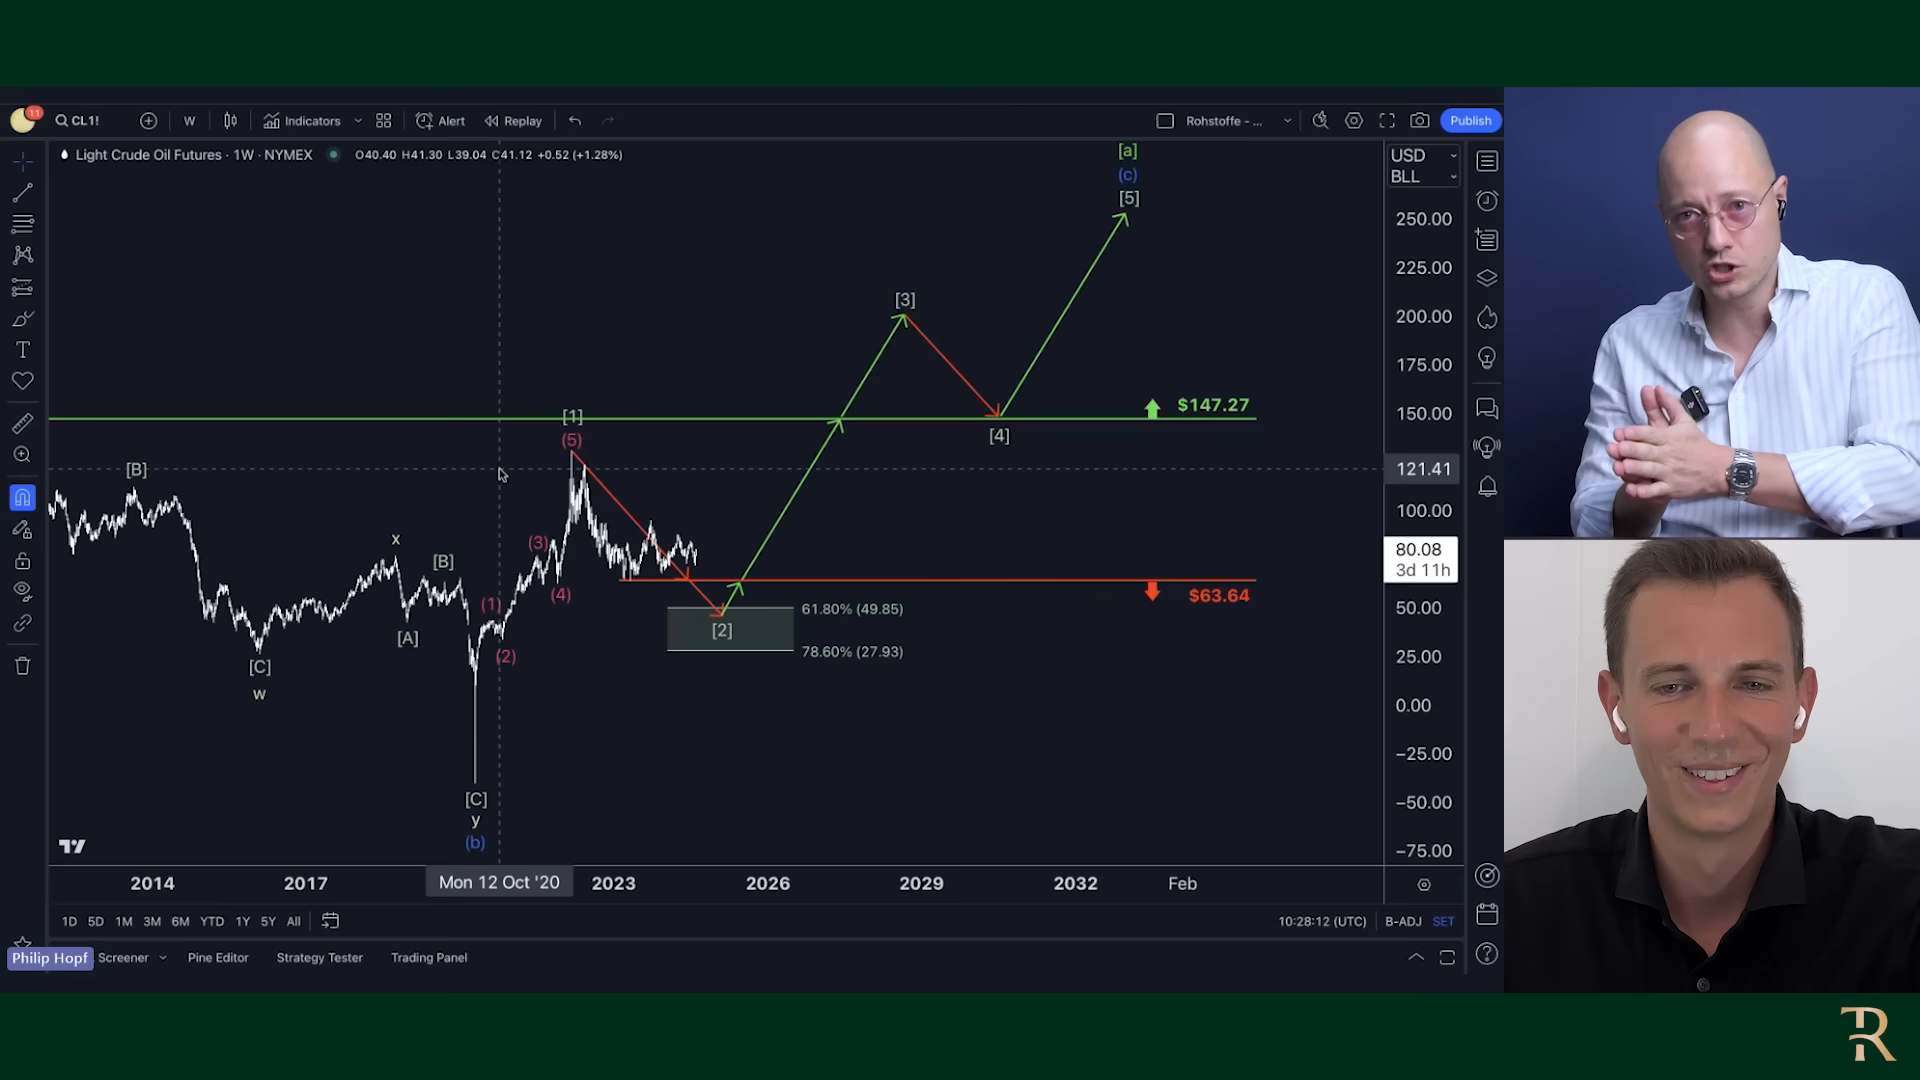 11
CL1!
W
Indicators
Alert
Replay
Rohstoffe - ...
Publish
Light Crude Oil Futures · 1W · NYMEX
O40.40 H41.30 L39.04 C41.12 +0.52 (+1.28%)
USD
BLL
[a]
(c)
[5]
250.00
225.00
[3]
200.00
175.00
$147.27
150.00
[1]
(5)
[4]
[B]
121.41
100.00
x
(3)
80.08
3d 11h
[B]
(4)
(1)
$63.64
61.80% (49.85)
50.00
[2]
[A]
(2)
78.60% (27.93)
25.00
[C]
w
0.00
−25.00
[C]
−50.00
y
(b)
−75.00
2014
2017
Mon 12 Oct '20
2023
2026
2029
2032
Feb
1D
5D
1M
3M
6M
YTD
1Y
5Y
All
10:28:12 (UTC)
B-ADJ
SET
Philip Hopf
Screener
Pine Editor
Strategy Tester
Trading Panel